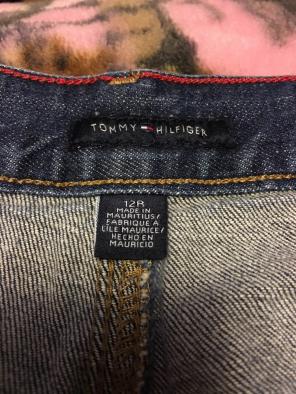 TOMMY HILFIGER
12R
MADE IN
MAURITIUS/
FABRIQUE A
L'ILE MAURICE/
HECHO EN
MAURICIO